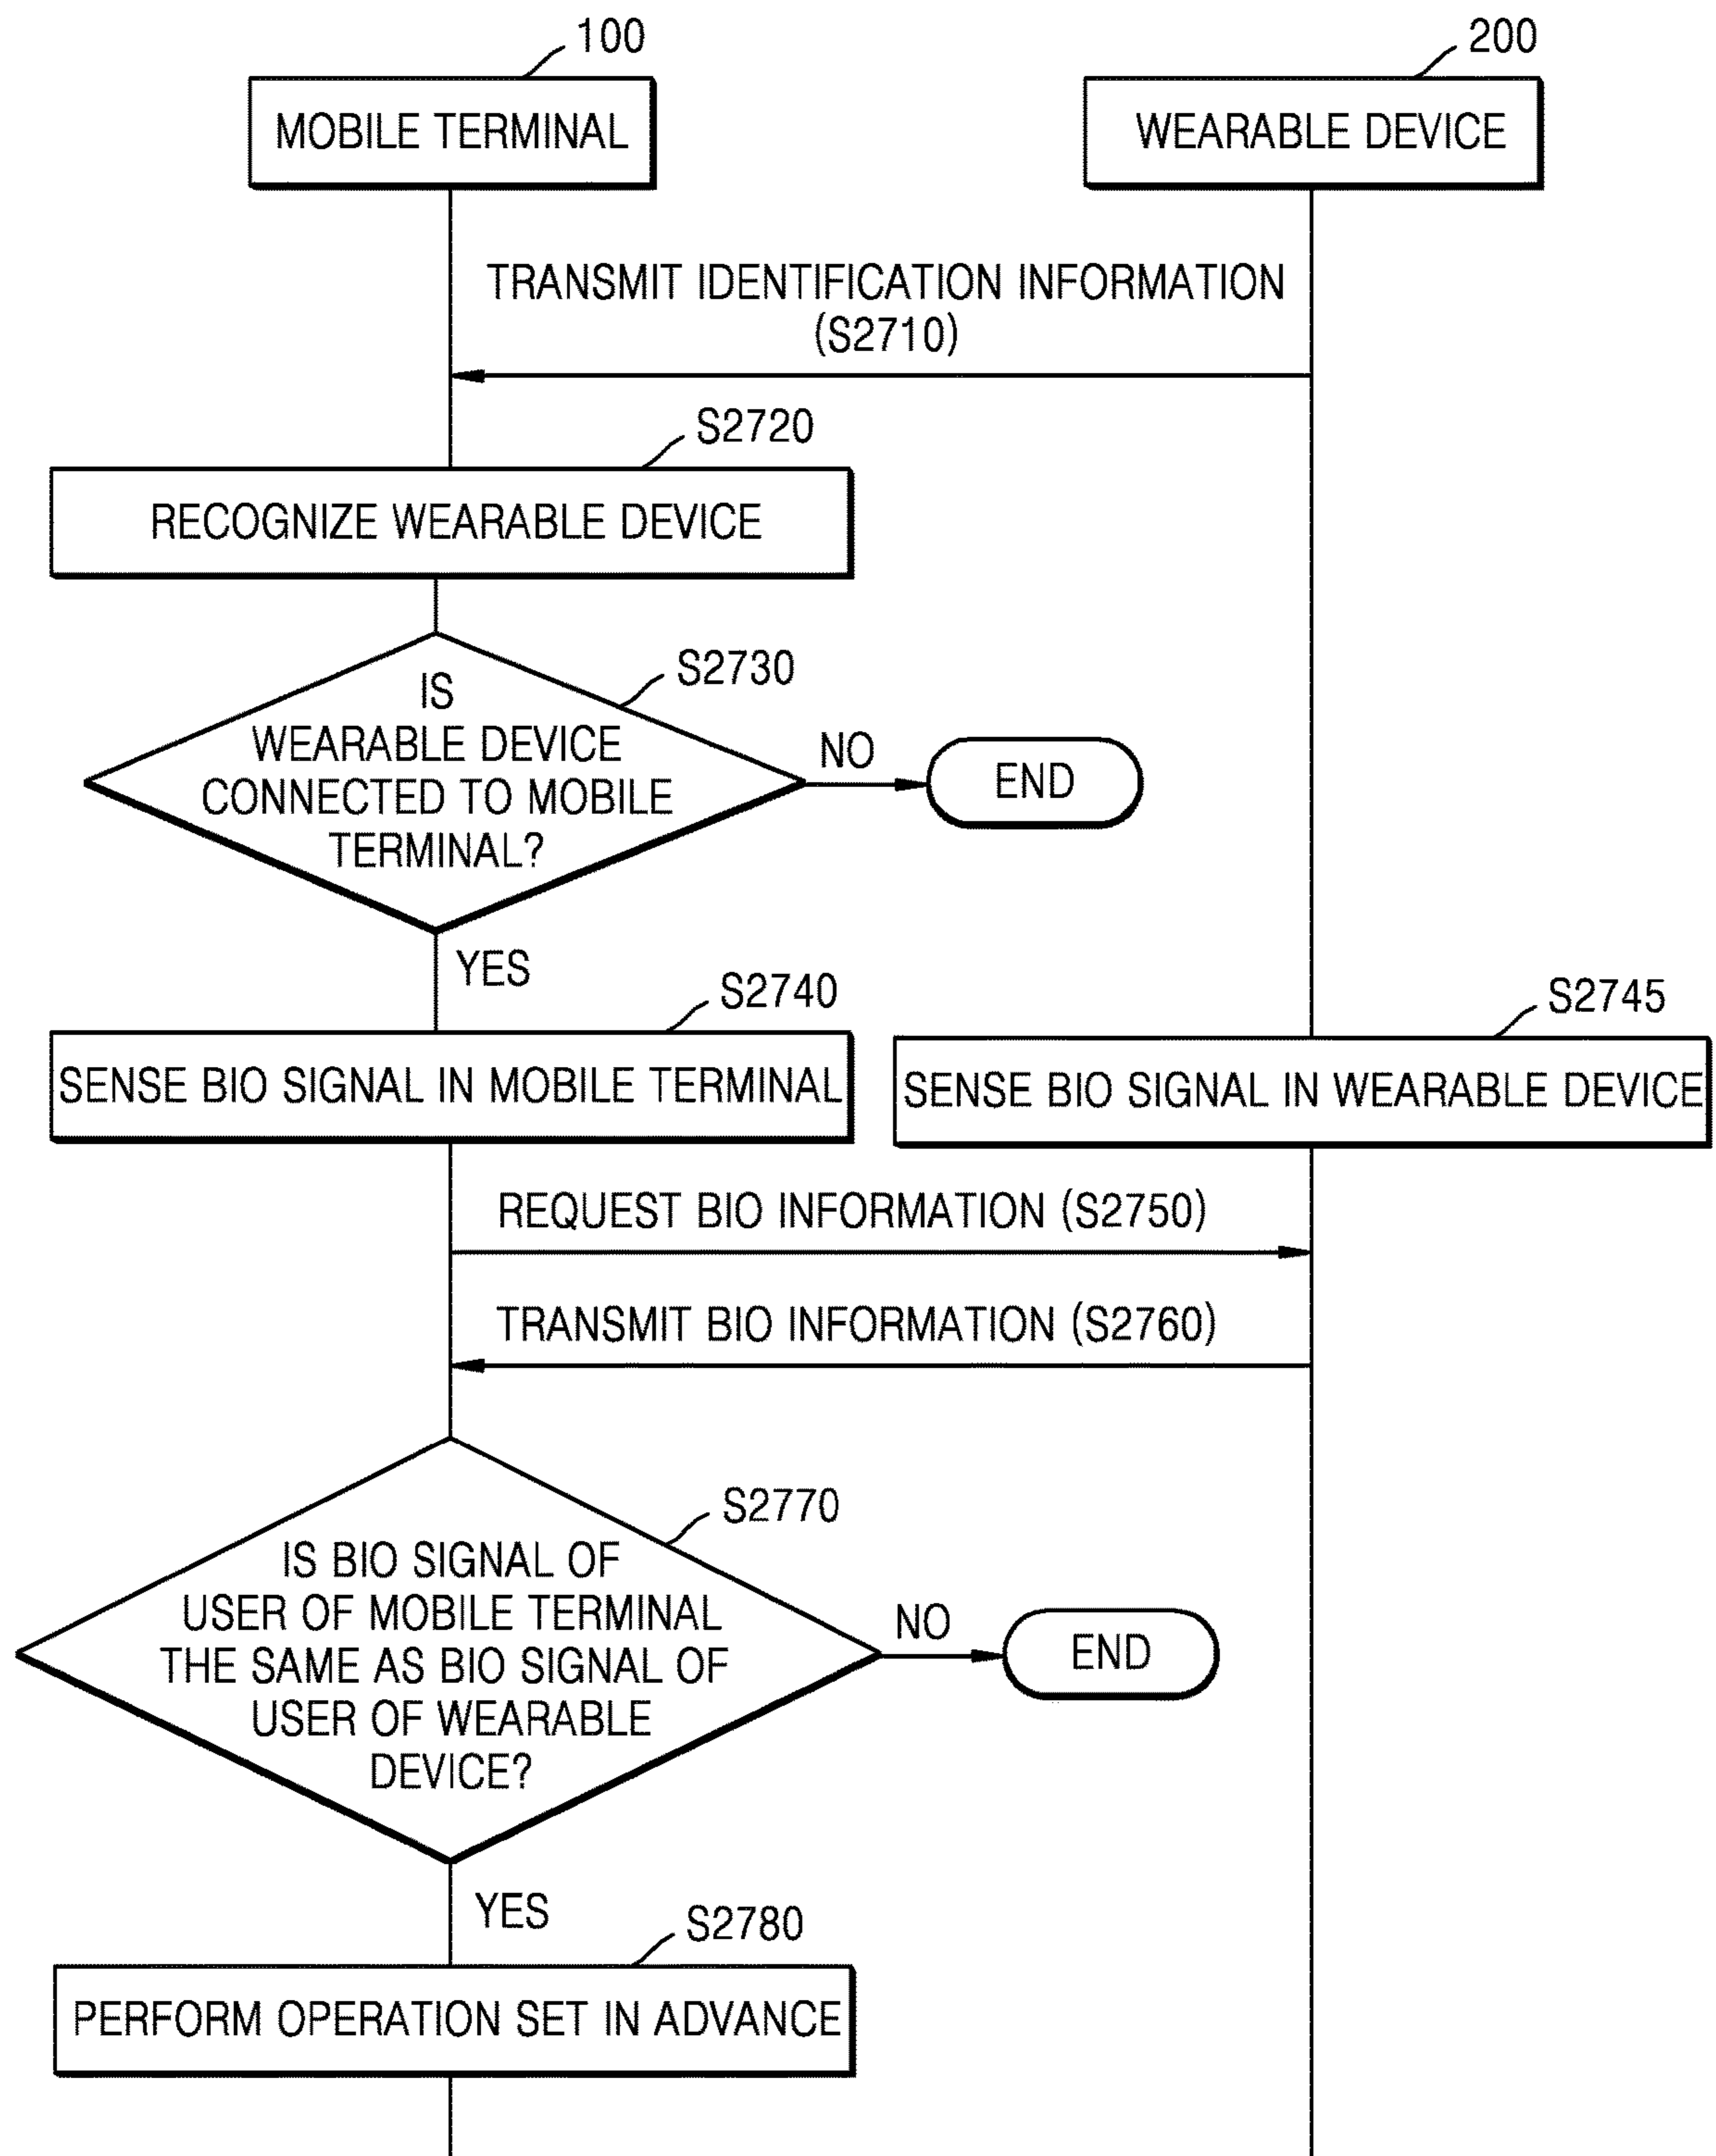 100
200
MOBILE TERMINAL
WEARABLE DEVICE
TRANSMIT IDENTIFICATION INFORMATION
(S2710)
S2720
RECOGNIZE WEARABLE DEVICE
S2730
IS
WEARABLE DEVICE
CONNECTED TO MOBILE
TERMINAL?
NO
END
YES
S2740
S2745
SENSE BIO SIGNAL IN MOBILE TERMINAL
SENSE BIO SIGNAL IN WEARABLE DEVICE
REQUEST BIO INFORMATION (S2750)
TRANSMIT BIO INFORMATION (S2760)
S2770
IS BIO SIGNAL OF
USER OF MOBILE TERMINAL
THE SAME AS BIO SIGNAL OF
USER OF WEARABLE
DEVICE?
NO
END
YES
S2780
PERFORM OPERATION SET IN ADVANCE